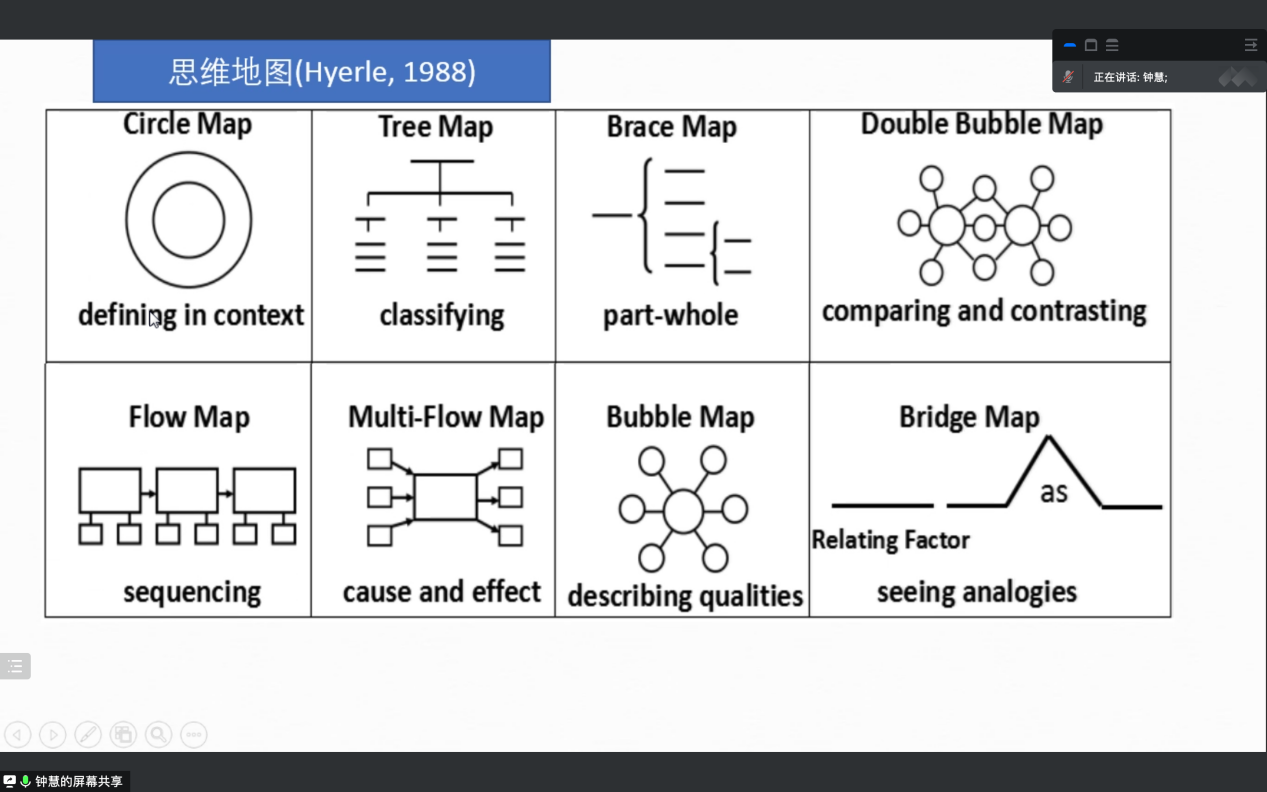 思维地图(Hyerle, 1988)
正在讲话: 钟慧;
Circle Map
Tree Map
Brace Map
Double Bubble Map
defining in context
classifying
part-whole
comparing and contrasting
Flow Map
Multi-Flow Map
Bubble Map
Bridge Map
as
Relating Factor
sequencing
cause and effect
describing qualities
seeing analogies
钟慧的屏幕共享